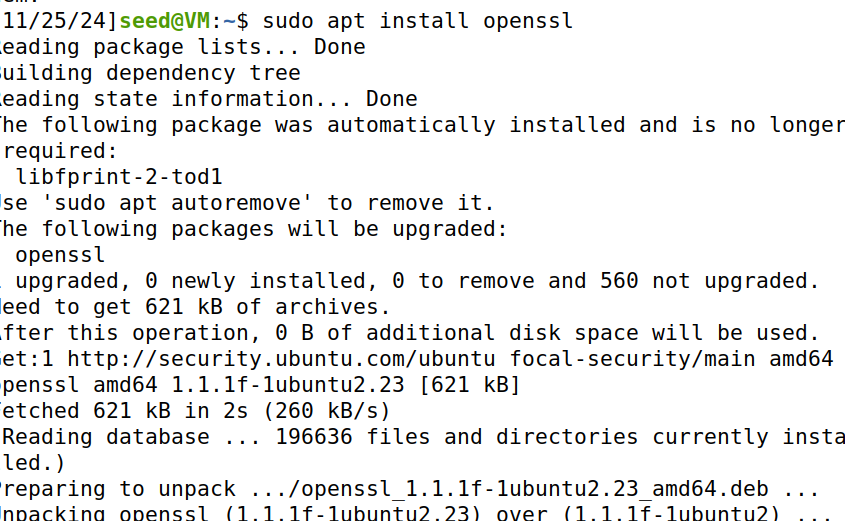 11/25/24]seed@VM:~$ sudo apt install openssl
eading package lists... Done
uilding dependency tree
eading state information... Done
he following package was automatically installed and is no longer
required:
libfprint-2-tod1
se 'sudo apt autoremove' to remove it.
he following packages will be upgraded:
openssl
upgraded, 0 newly installed, 0 to remove and 560 not upgraded.
eed to get 621 kB of archives.
fter this operation, 0 B of additional disk space will be used.
et:1 http://security.ubuntu.com/ubuntu focal-security/main amd64
penssl amd64 1.1.1f-1ubuntu2.23 [621 kB]
etched 621 kB in 2s (260 kB/s)
Reading database ... 196636 files and directories currently insta
led.)
reparing to unpack .../openssl_1.1.1f-1ubuntu2.23_amd64.deb ...
npacking openssl (1.1.1f-1ubuntu2.23) over (1.1.1f-1ubuntu2) ...